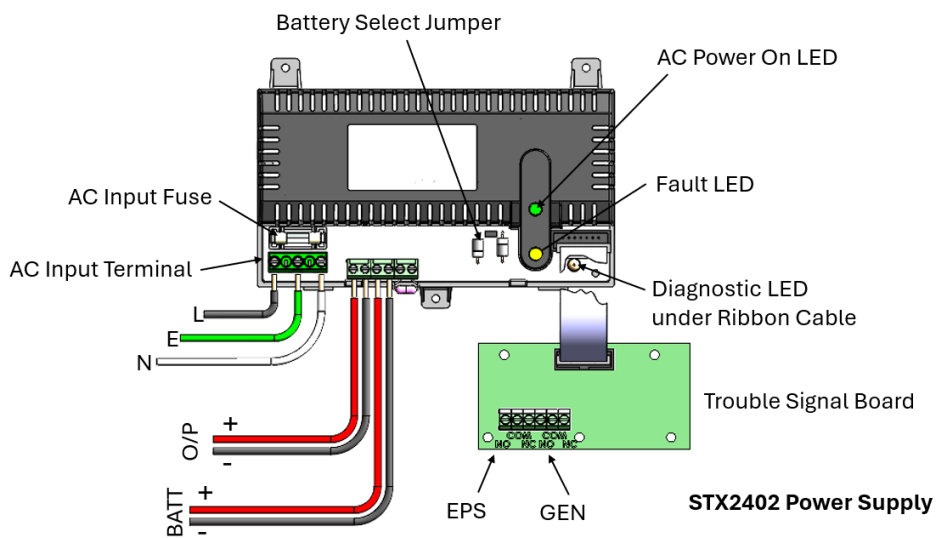 Battery Select Jumper
AC Power On LED
AC Input Fuse
Fault LED
AC Input Terminal
Diagnostic LED
under Ribbon Cable
L
E
N
Trouble Signal Board
COM COM
NO NC NO NC
O/P
+
-
EPS
GEN
BATT
+
-
STX2402 Power Supply